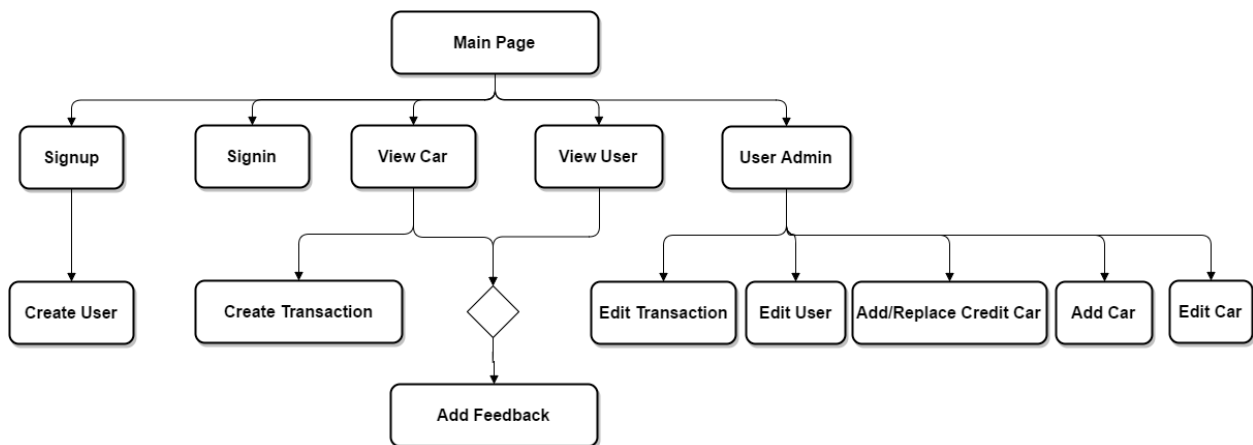 Main Page
Signup
Signin
View Car
View User
User Admin
Create User
Create Transaction
Edit Transaction
Edit User
Add/Replace Credit Car
Add Car
Edit Car
Add Feedback